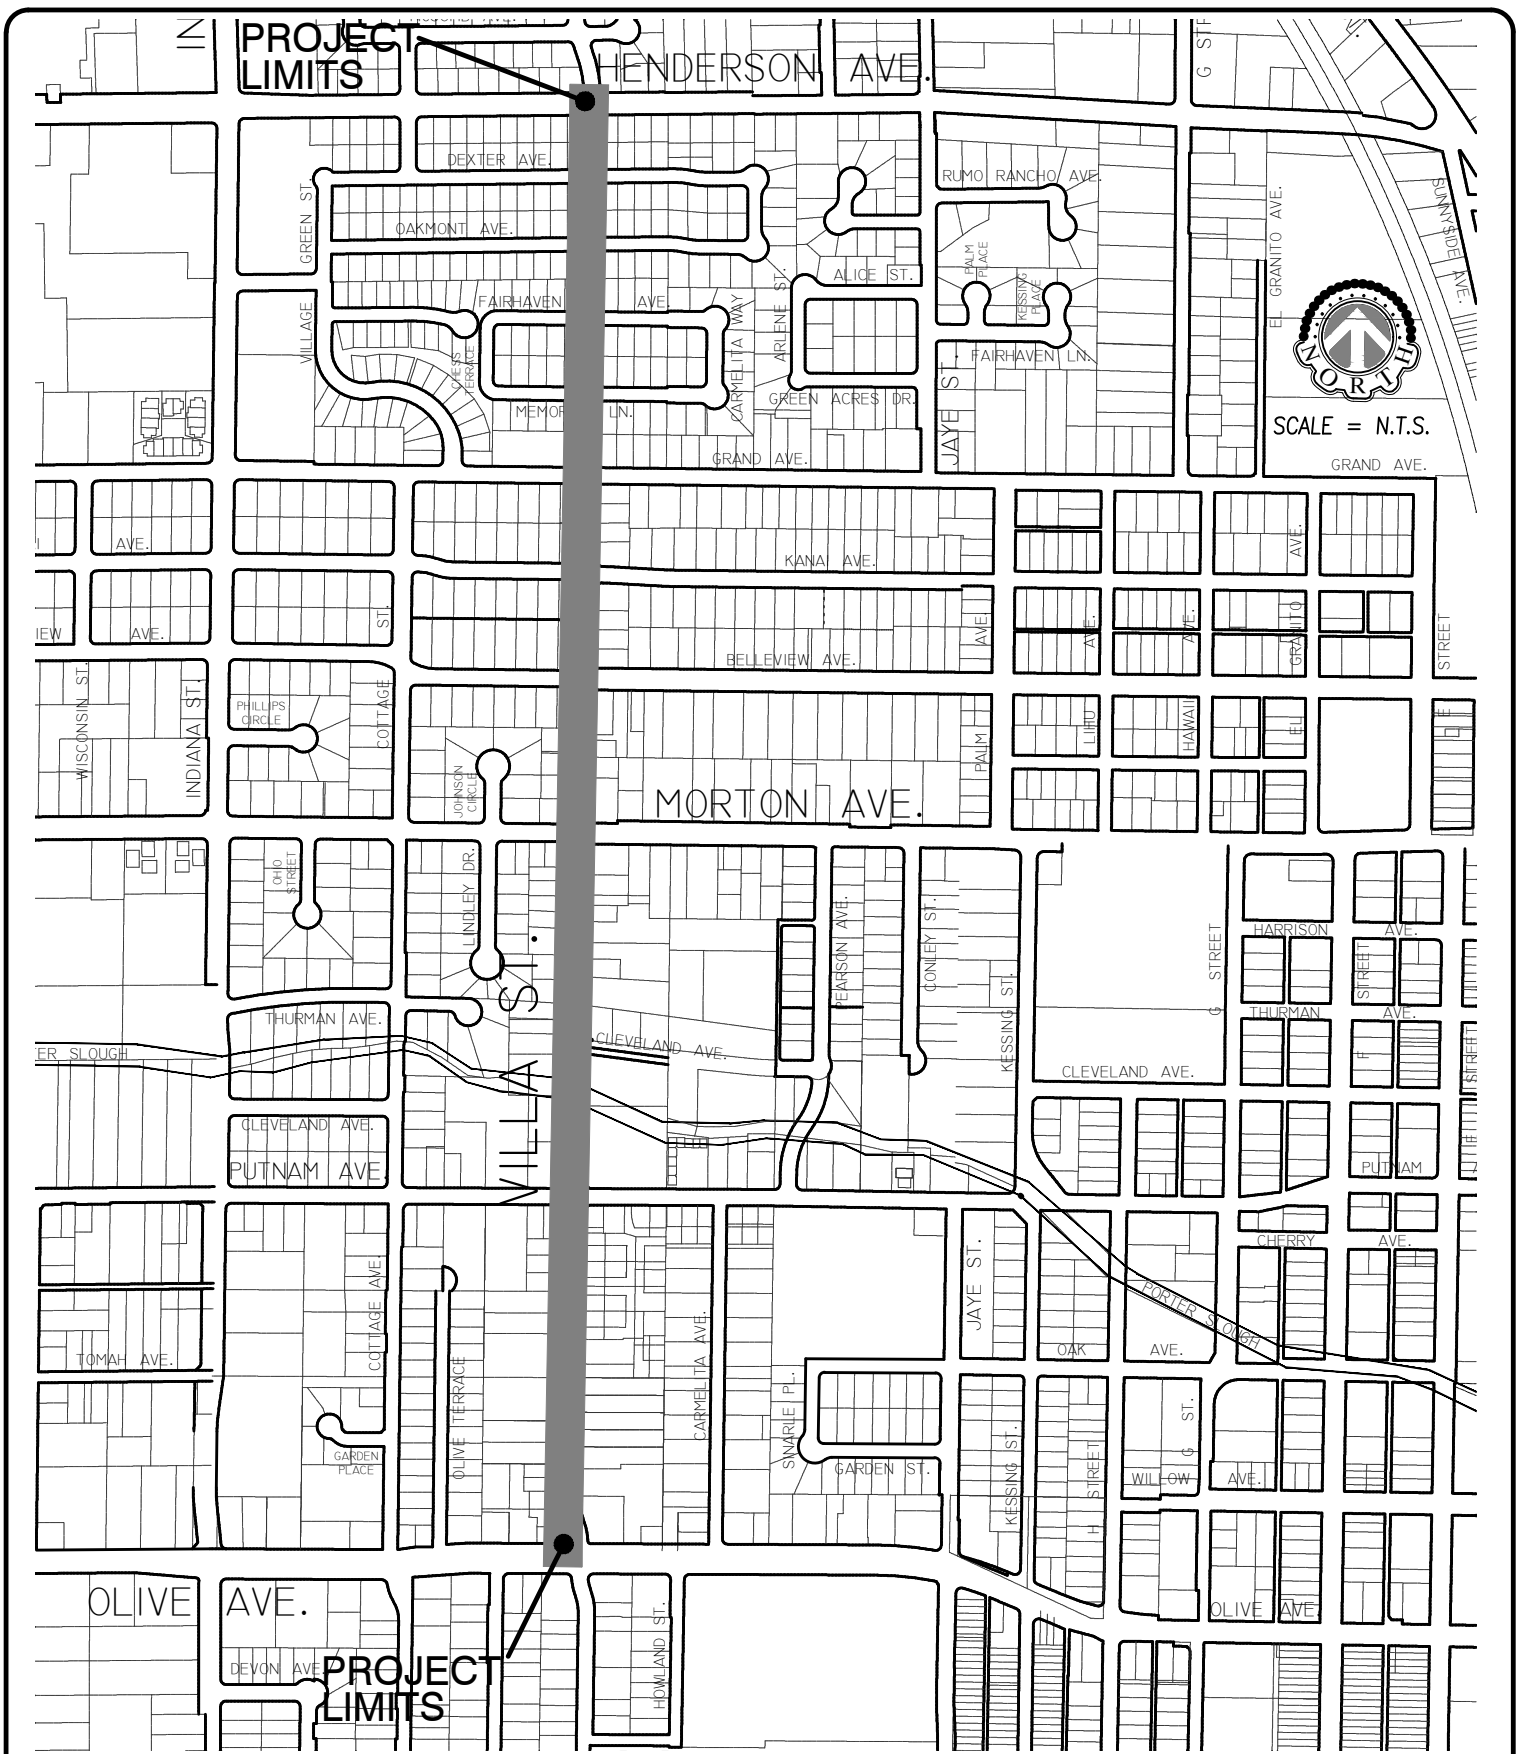 PROJECT
LIMITS
HENDERSON AVE.
G
DEXTER AVE.
RUMO RANCHO AVE.
GREEN ST.
OAKMONT AVE.
EL GRANITO AVE.
SUNNYSIDE AVE.
PALM
PLACE
ALICE ST.
KESSING
PLACE
FAIRHAVEN AVE.
CARMELITA WAY
ARLENE ST.
VILLAGE
CHESS
TERRACE
FAIRHAVEN LN.
NORTH
SCALE = N.T.S.
GREEN ACRES DR.
LN.
JAYE ST.
GRAND AVE.
GRAND AVE.
AVE.
KANAI AVE.
AVE.
IEW AVE.
ST.
BELLEVIEW AVE.
AVE.
AVE.
AVE.
GRANITO
STREET
WISCONSIN ST.
INDIANA ST.
PHILLIPS
CIRCLE
COTTAGE
JOHNSON
CIRCLE
PALM
LIHU
HAWAII
EL
E
MORTON AVE.
OHIO
STREET
LINDLEY DR.
PEARSON AVE.
CONLEY ST.
KESSING ST.
G STREET
HARRISON AVE.
STREET
THURMAN AVE.
THURMAN AVE.
VILLA ST.
CLEVELAND AVE.
ER SLOUGH
F
STREET
CLEVELAND AVE.
CLEVELAND AVE.
PUTNAM AVE.
PUTNAM
E
CHERRY AVE.
COTTAGE AVE.
JAYE ST.
PORTER SLOUGH
TOMAH AVE.
OAK AVE.
OLIVE TERRACE
CARMELITA AVE.
SINARLE PL.
GARDEN
PLACE
GARDEN ST.
KESSING ST.
H STREET
G ST.
WILLOW AVE.
OLIVE AVE.
OLIVE AVE.
HOWLAND ST.
DEVON AVE.
PROJECT
LIMITS